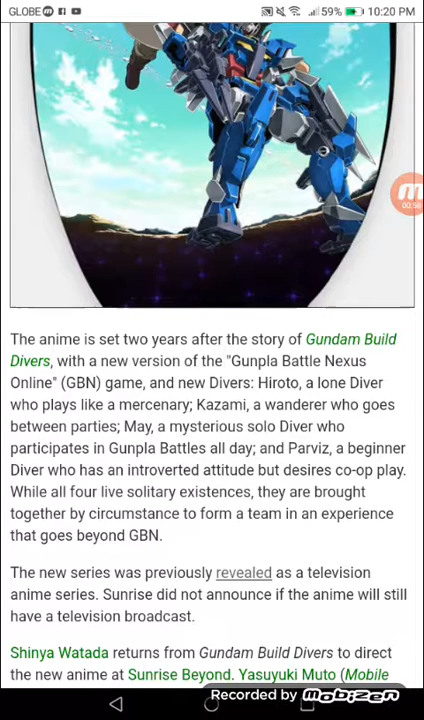 GLOBE
59% 10:20 PM
00:58
The anime is set two years after the story of Gundam Build
Divers, with a new version of the "Gunpla Battle Nexus
Online" (GBN) game, and new Divers: Hiroto, a lone Diver
who plays like a mercenary; Kazami, a wanderer who goes
between parties; May, a mysterious solo Diver who
participates in Gunpla Battles all day; and Parviz, a beginner
Diver who has an introverted attitude but desires co-op play.
While all four live solitary existences, they are brought
together by circumstance to form a team in an experience
that goes beyond GBN.
The new series was previously revealed as a television
anime series. Sunrise did not announce if the anime will still
have a television broadcast.
Shinya Watada returns from Gundam Build Divers to direct
the new anime at Sunrise Beyond. Yasuyuki Muto (Mobile
Recorded by mobizen